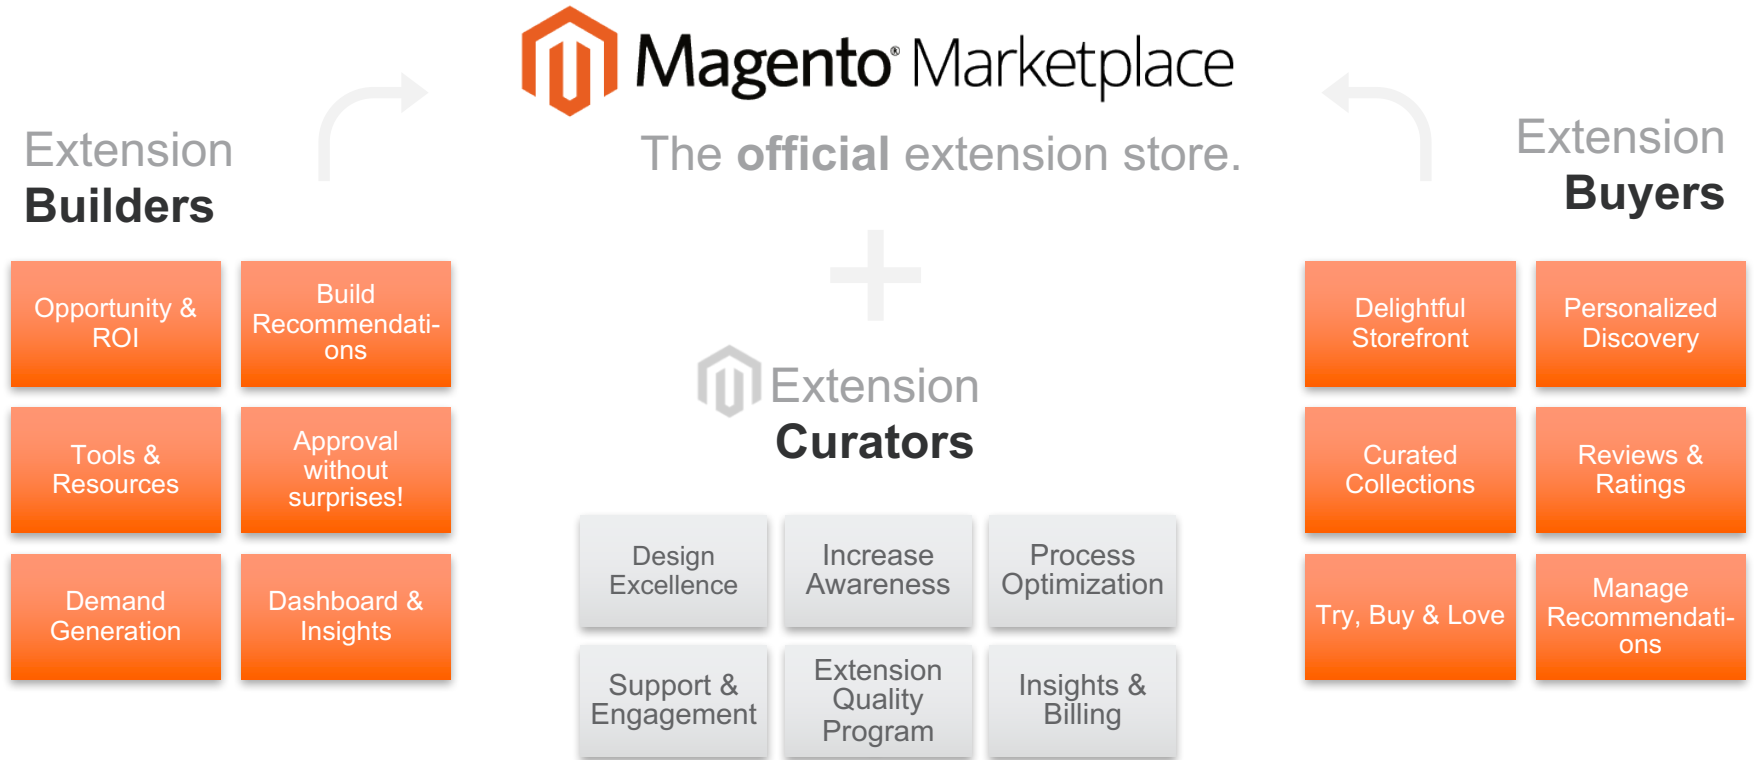 Magento® Marketplace
The official extension store.
Extension
Builders
Opportunity &
ROI
Build
Recommendati-
ons
Tools &
Resources
Approval
without
surprises!
Demand
Generation
Dashboard &
Insights
Extension
Curators
Design
Excellence
Increase
Awareness
Process
Optimization
Support &
Engagement
Extension
Quality
Program
Insights &
Billing
Extension
Buyers
Delightful
Storefront
Personalized
Discovery
Curated
Collections
Reviews &
Ratings
Try, Buy & Love
Manage
Recommendati-
ons